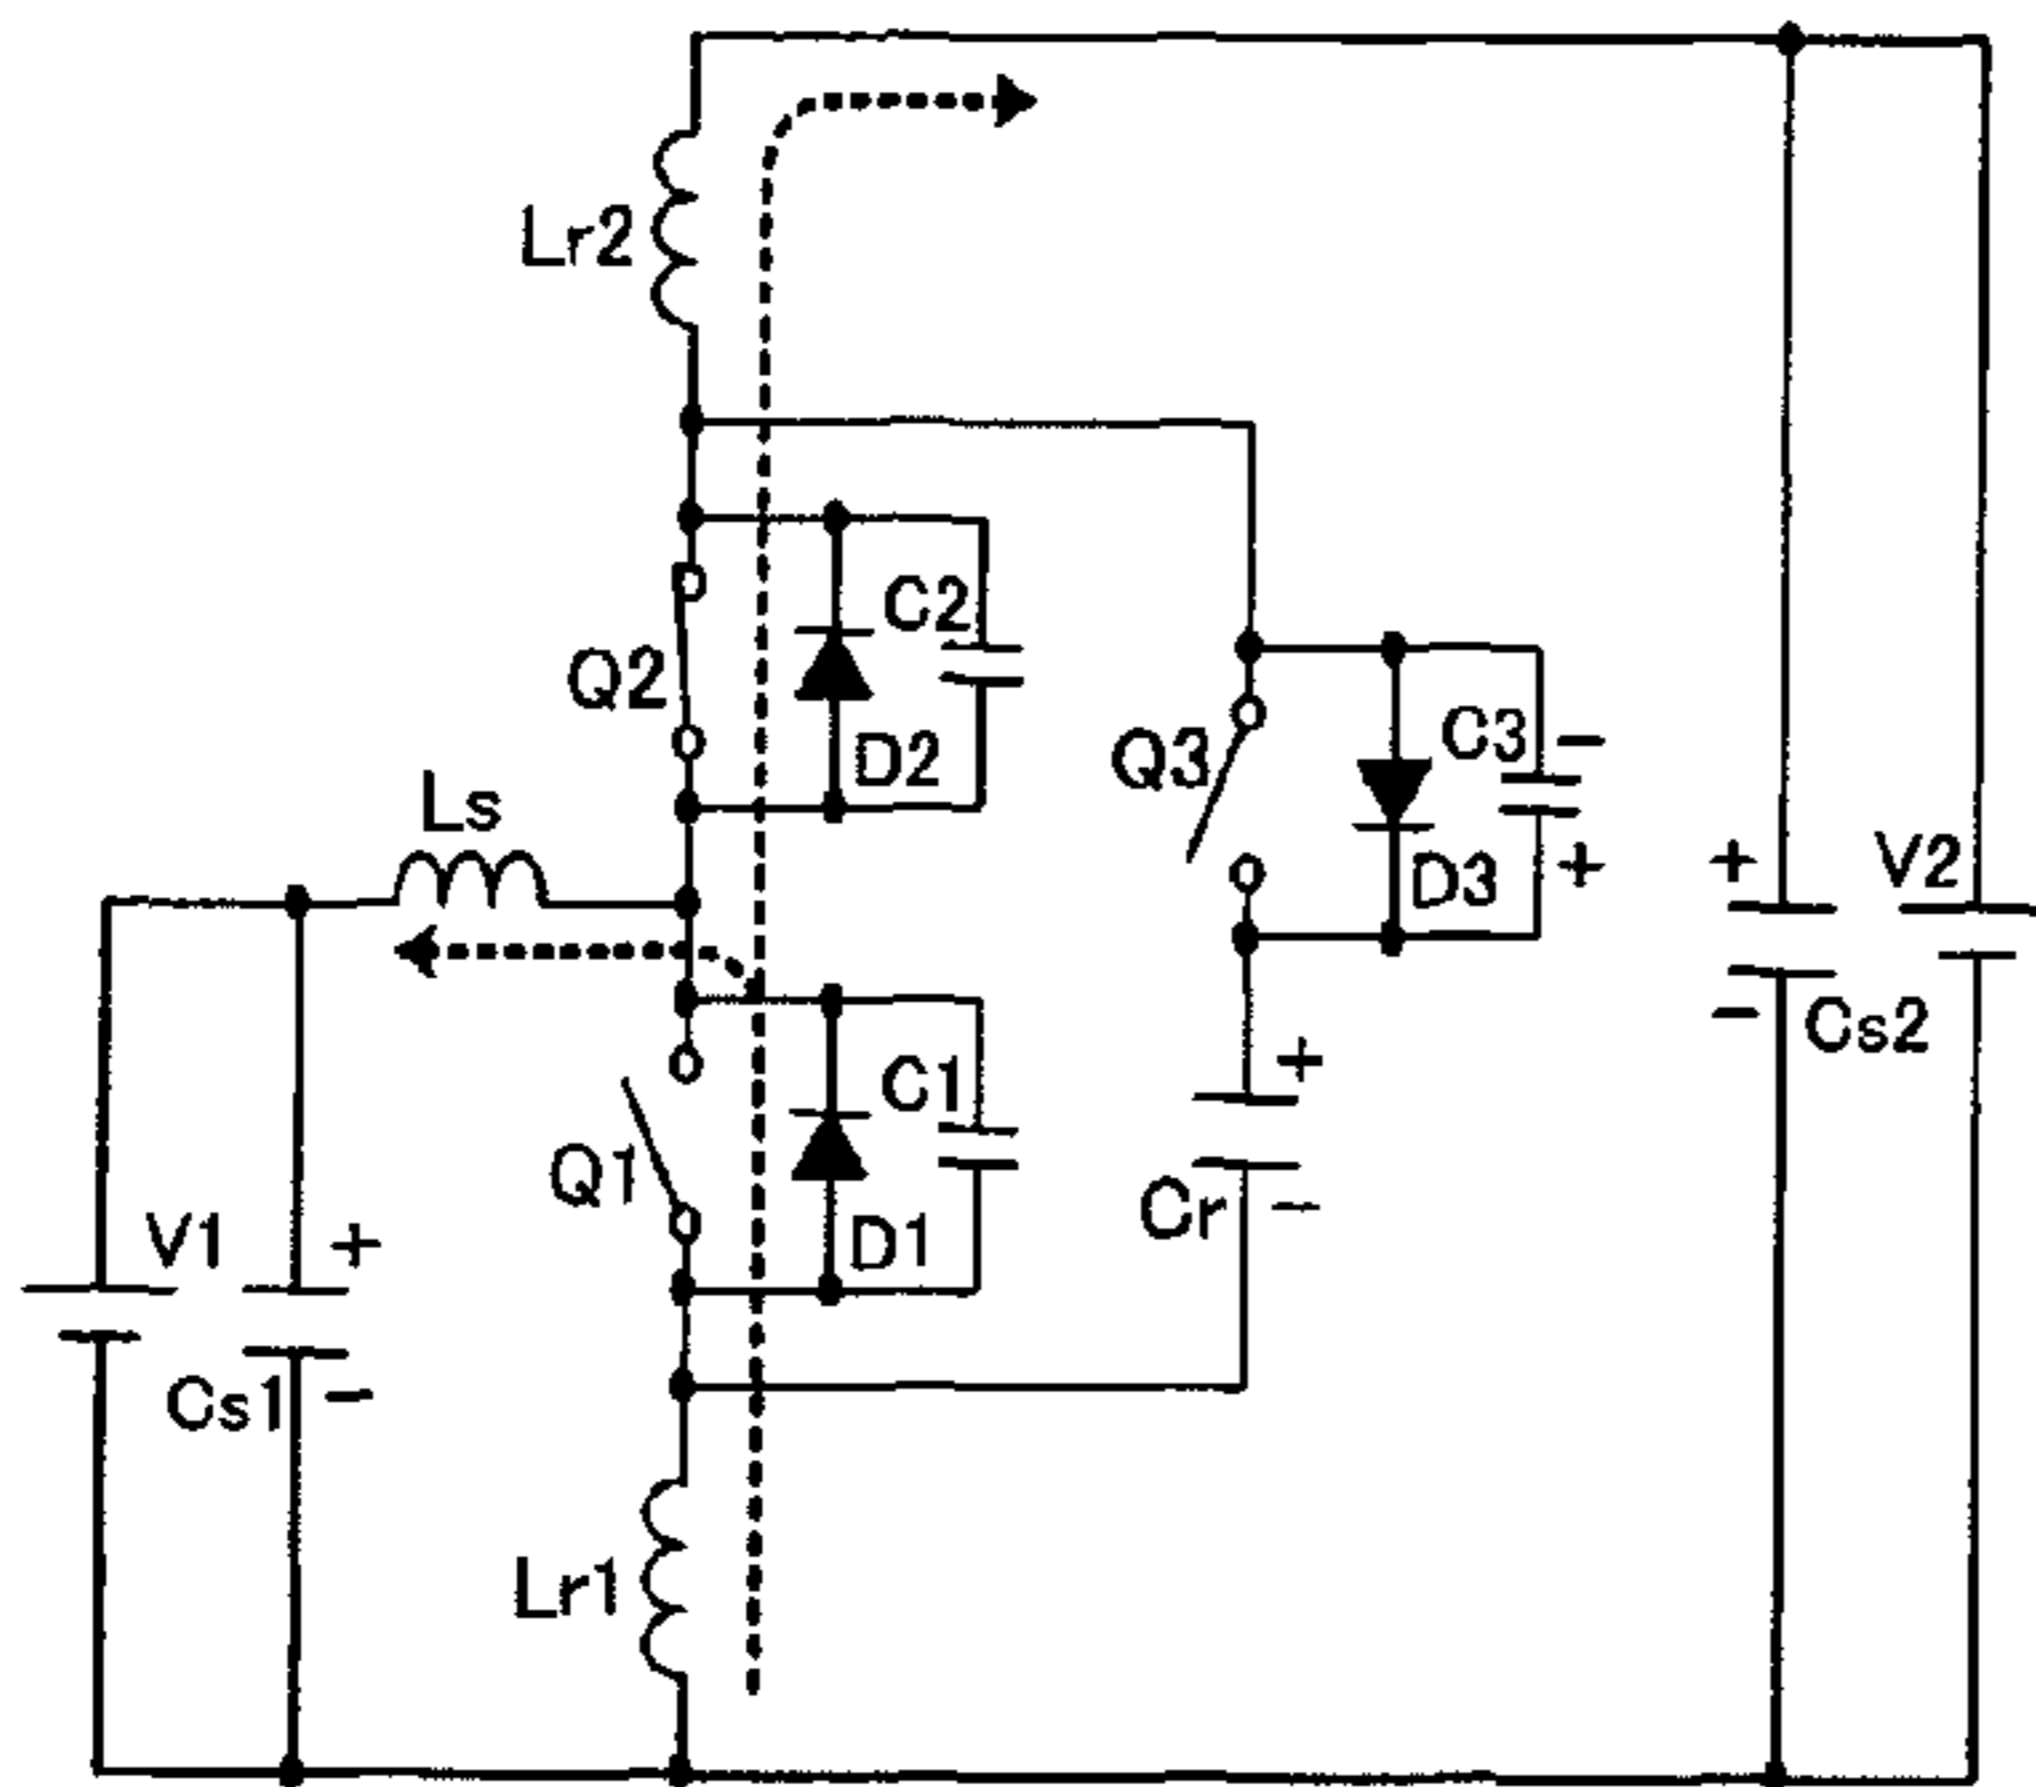 Lr2
C2
Q2
D2
C3 -
Q3
Ls
D3 +
+ V2
- Cs2
C1
+
Q1
Cr -
V1 +
D1
Cs1 -
Lr1